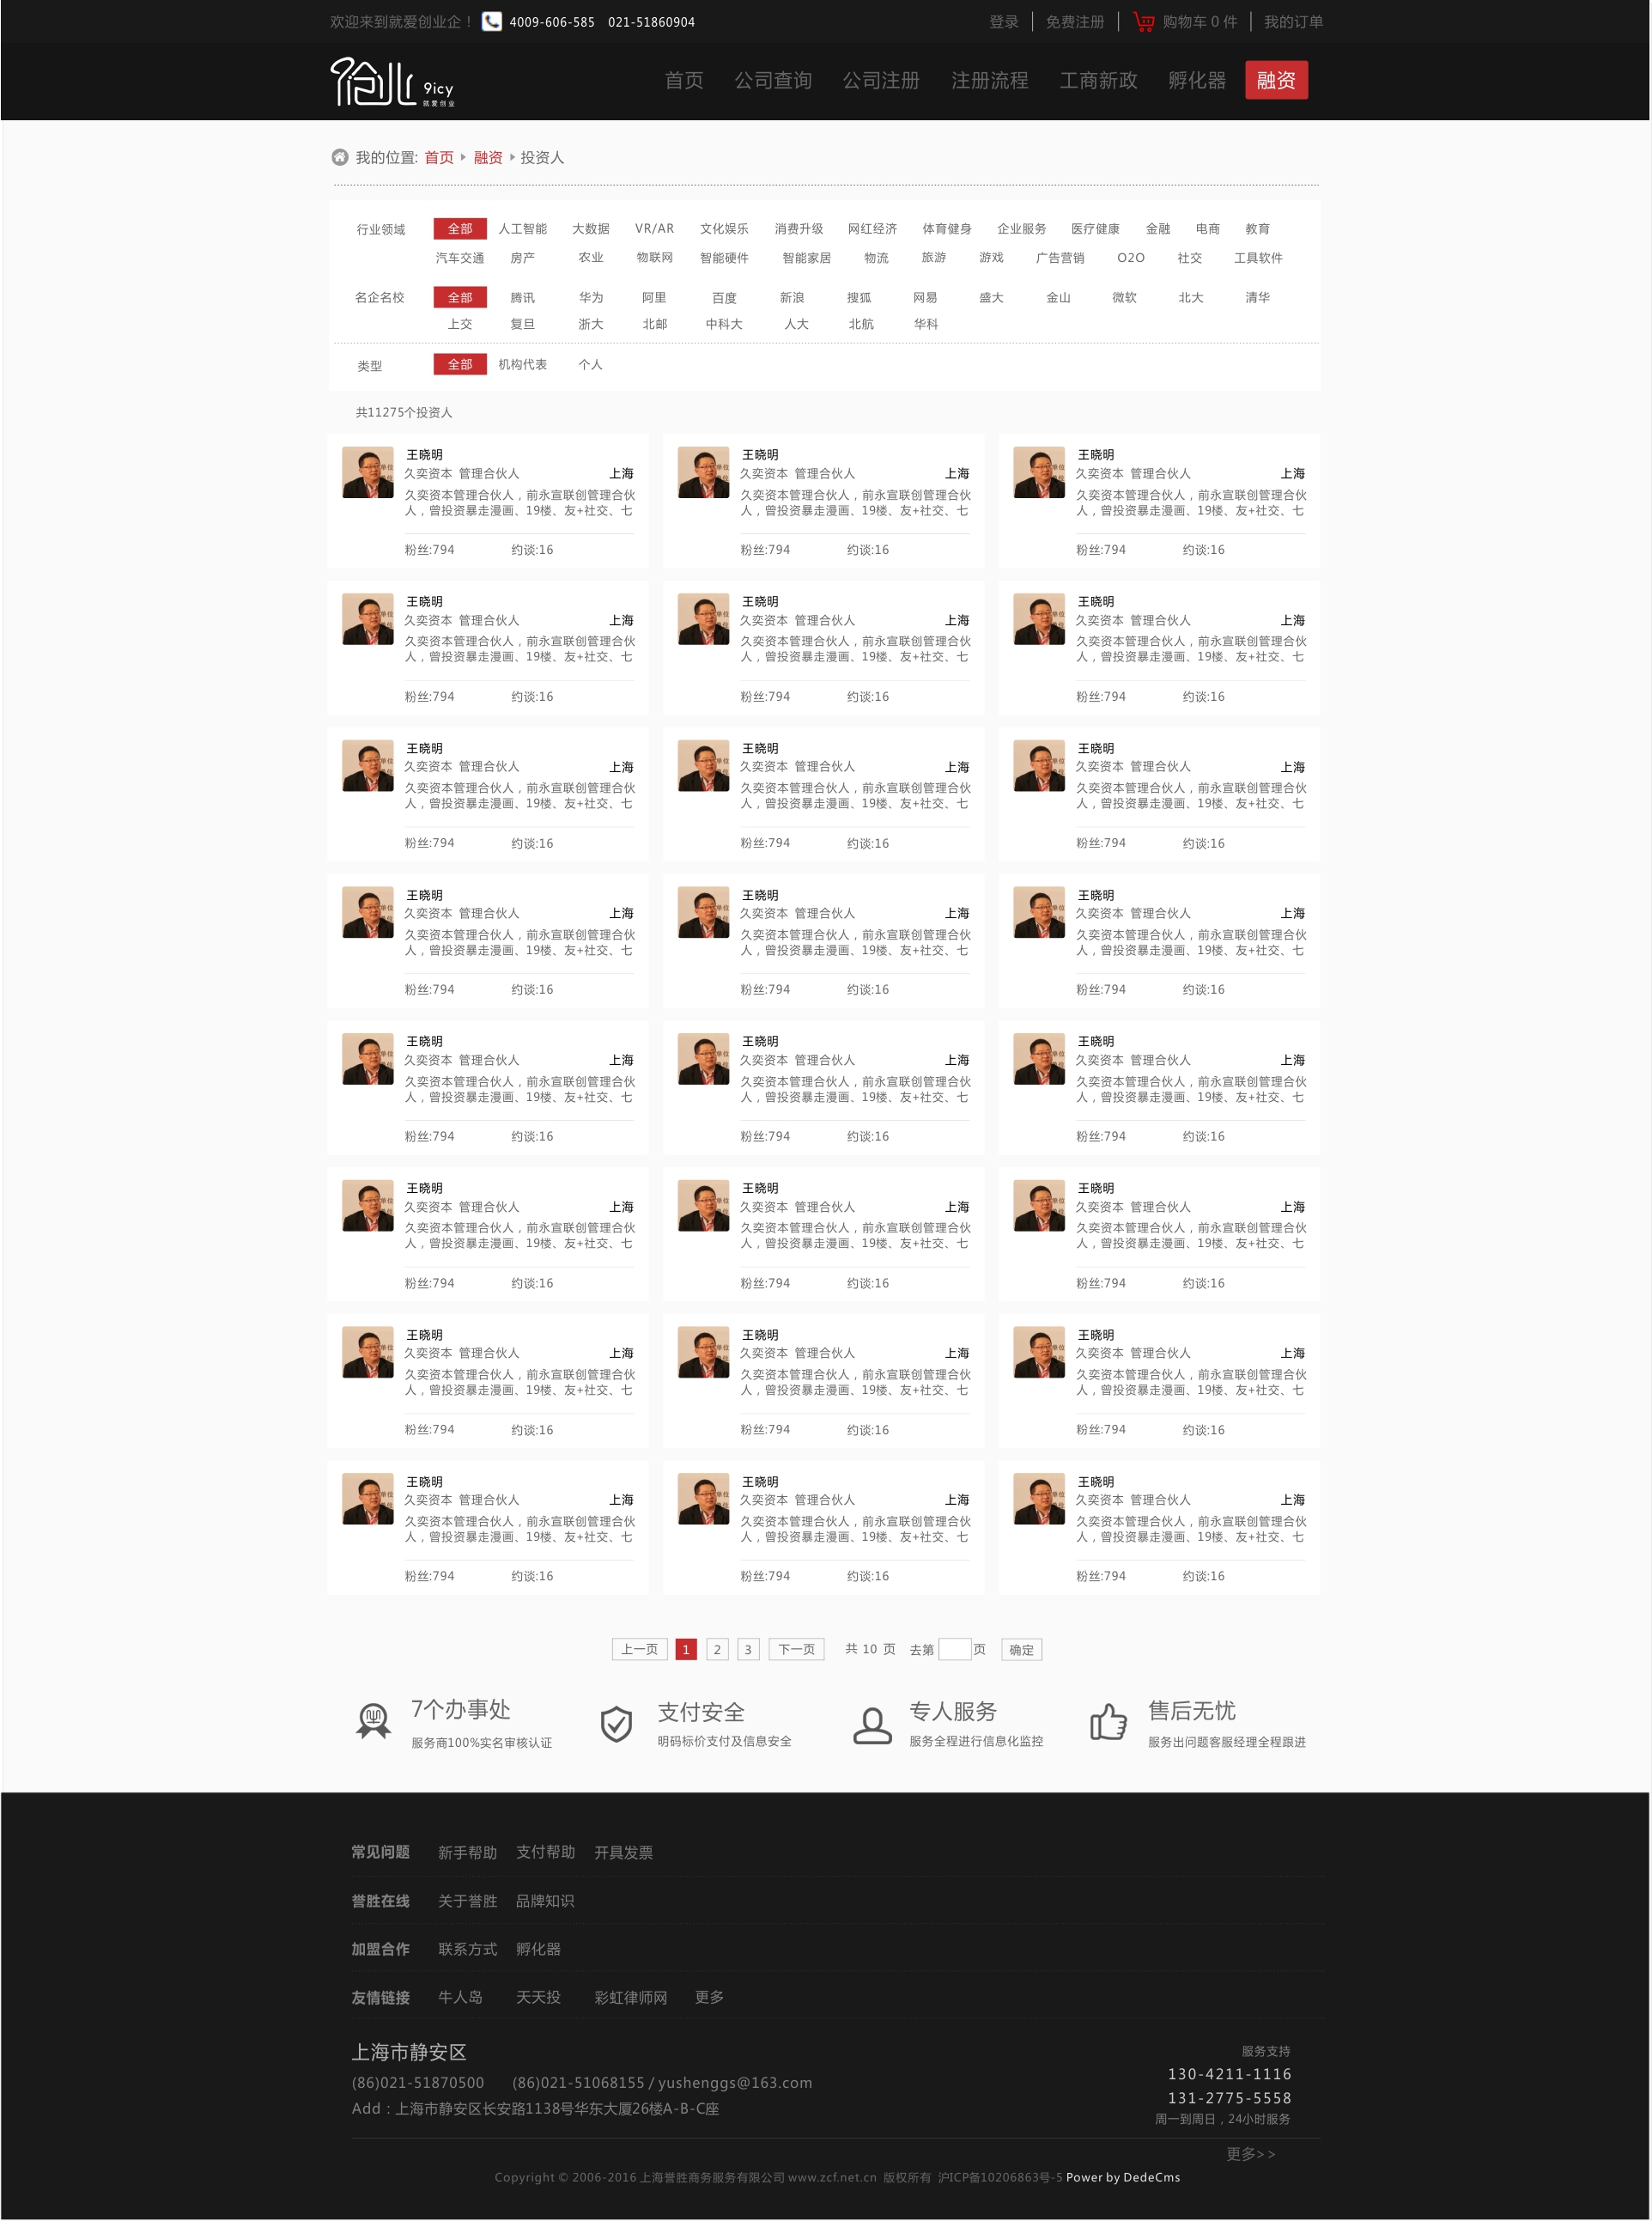 欢迎来到就爱创业企！ 4009-606-585 021-51860904 登录 免费注册 购物车 0 件 我的订单
9icy
就爱创业
首页 公司查询 公司注册 注册流程 工商新政 孵化器 融资
我的位置: 首页 融资 投资人
行业领域 全部 人工智能 大数据 VR/AR 文化娱乐 消费升级 网红经济 体育健身 企业服务 医疗健康 金融 电商 教育
汽车交通 房产 农业 物联网 智能硬件 智能家居 物流 旅游 游戏 广告营销 O2O 社交 工具软件
名企名校 全部 腾讯 华为 阿里 百度 新浪 搜狐 网易 盛大 金山 微软 北大 清华
上交 复旦 浙大 北邮 中科大 人大 北航 华科
类型 全部 机构代表 个人
共11275个投资人
王晓明 王晓明 王晓明
久奕资本 管理合伙人 上海 久奕资本 管理合伙人 上海 久奕资本 管理合伙人 上海
久奕资本管理合伙人，前永宣联创管理合伙 久奕资本管理合伙人，前永宣联创管理合伙 久奕资本管理合伙人，前永宣联创管理合伙
人，曾投资暴走漫画、19楼、友+社交、七 人，曾投资暴走漫画、19楼、友+社交、七 人，曾投资暴走漫画、19楼、友+社交、七
粉丝:794 约谈:16 粉丝:794 约谈:16 粉丝:794 约谈:16
王晓明 王晓明 王晓明
久奕资本 管理合伙人 上海 久奕资本 管理合伙人 上海 久奕资本 管理合伙人 上海
久奕资本管理合伙人，前永宣联创管理合伙 久奕资本管理合伙人，前永宣联创管理合伙 久奕资本管理合伙人，前永宣联创管理合伙
人，曾投资暴走漫画、19楼、友+社交、七 人，曾投资暴走漫画、19楼、友+社交、七 人，曾投资暴走漫画、19楼、友+社交、七
粉丝:794 约谈:16 粉丝:794 约谈:16 粉丝:794 约谈:16
王晓明 王晓明 王晓明
久奕资本 管理合伙人 上海 久奕资本 管理合伙人 上海 久奕资本 管理合伙人 上海
久奕资本管理合伙人，前永宣联创管理合伙 久奕资本管理合伙人，前永宣联创管理合伙 久奕资本管理合伙人，前永宣联创管理合伙
人，曾投资暴走漫画、19楼、友+社交、七 人，曾投资暴走漫画、19楼、友+社交、七 人，曾投资暴走漫画、19楼、友+社交、七
粉丝:794 约谈:16 粉丝:794 约谈:16 粉丝:794 约谈:16
王晓明 王晓明 王晓明
久奕资本 管理合伙人 上海 久奕资本 管理合伙人 上海 久奕资本 管理合伙人 上海
久奕资本管理合伙人，前永宣联创管理合伙 久奕资本管理合伙人，前永宣联创管理合伙 久奕资本管理合伙人，前永宣联创管理合伙
人，曾投资暴走漫画、19楼、友+社交、七 人，曾投资暴走漫画、19楼、友+社交、七 人，曾投资暴走漫画、19楼、友+社交、七
粉丝:794 约谈:16 粉丝:794 约谈:16 粉丝:794 约谈:16
王晓明 王晓明 王晓明
久奕资本 管理合伙人 上海 久奕资本 管理合伙人 上海 久奕资本 管理合伙人 上海
久奕资本管理合伙人，前永宣联创管理合伙 久奕资本管理合伙人，前永宣联创管理合伙 久奕资本管理合伙人，前永宣联创管理合伙
人，曾投资暴走漫画、19楼、友+社交、七 人，曾投资暴走漫画、19楼、友+社交、七 人，曾投资暴走漫画、19楼、友+社交、七
粉丝:794 约谈:16 粉丝:794 约谈:16 粉丝:794 约谈:16
王晓明 王晓明 王晓明
久奕资本 管理合伙人 上海 久奕资本 管理合伙人 上海 久奕资本 管理合伙人 上海
久奕资本管理合伙人，前永宣联创管理合伙 久奕资本管理合伙人，前永宣联创管理合伙 久奕资本管理合伙人，前永宣联创管理合伙
人，曾投资暴走漫画、19楼、友+社交、七 人，曾投资暴走漫画、19楼、友+社交、七 人，曾投资暴走漫画、19楼、友+社交、七
粉丝:794 约谈:16 粉丝:794 约谈:16 粉丝:794 约谈:16
王晓明 王晓明 王晓明
久奕资本 管理合伙人 上海 久奕资本 管理合伙人 上海 久奕资本 管理合伙人 上海
久奕资本管理合伙人，前永宣联创管理合伙 久奕资本管理合伙人，前永宣联创管理合伙 久奕资本管理合伙人，前永宣联创管理合伙
人，曾投资暴走漫画、19楼、友+社交、七 人，曾投资暴走漫画、19楼、友+社交、七 人，曾投资暴走漫画、19楼、友+社交、七
粉丝:794 约谈:16 粉丝:794 约谈:16 粉丝:794 约谈:16
王晓明 王晓明 王晓明
久奕资本 管理合伙人 上海 久奕资本 管理合伙人 上海 久奕资本 管理合伙人 上海
久奕资本管理合伙人，前永宣联创管理合伙 久奕资本管理合伙人，前永宣联创管理合伙 久奕资本管理合伙人，前永宣联创管理合伙
人，曾投资暴走漫画、19楼、友+社交、七 人，曾投资暴走漫画、19楼、友+社交、七 人，曾投资暴走漫画、19楼、友+社交、七
粉丝:794 约谈:16 粉丝:794 约谈:16 粉丝:794 约谈:16
上一页 1 2 3 下一页 共 10 页 去第 页 确定
7个办事处 支付安全 专人服务 售后无忧
服务商100%实名审核认证 明码标价支付及信息安全 服务全程进行信息化监控 服务出问题客服经理全程跟进
常见问题 新手帮助 支付帮助 开具发票
誉胜在线 关于誉胜 品牌知识
加盟合作 联系方式 孵化器
友情链接 牛人岛 天天投 彩虹律师网 更多
上海市静安区 服务支持
(86)021-51870500 (86)021-51068155 / yushenggs@163.com 130-4211-1116
131-2775-5558
Add：上海市静安区长安路1138号华东大厦26楼A-B-C座 周一到周日，24小时服务
更多>>
Copyright © 2006-2016 上海誉胜商务服务有限公司 www.zcf.net.cn 版权所有 沪ICP备10206863号-5 Power by DedeCms